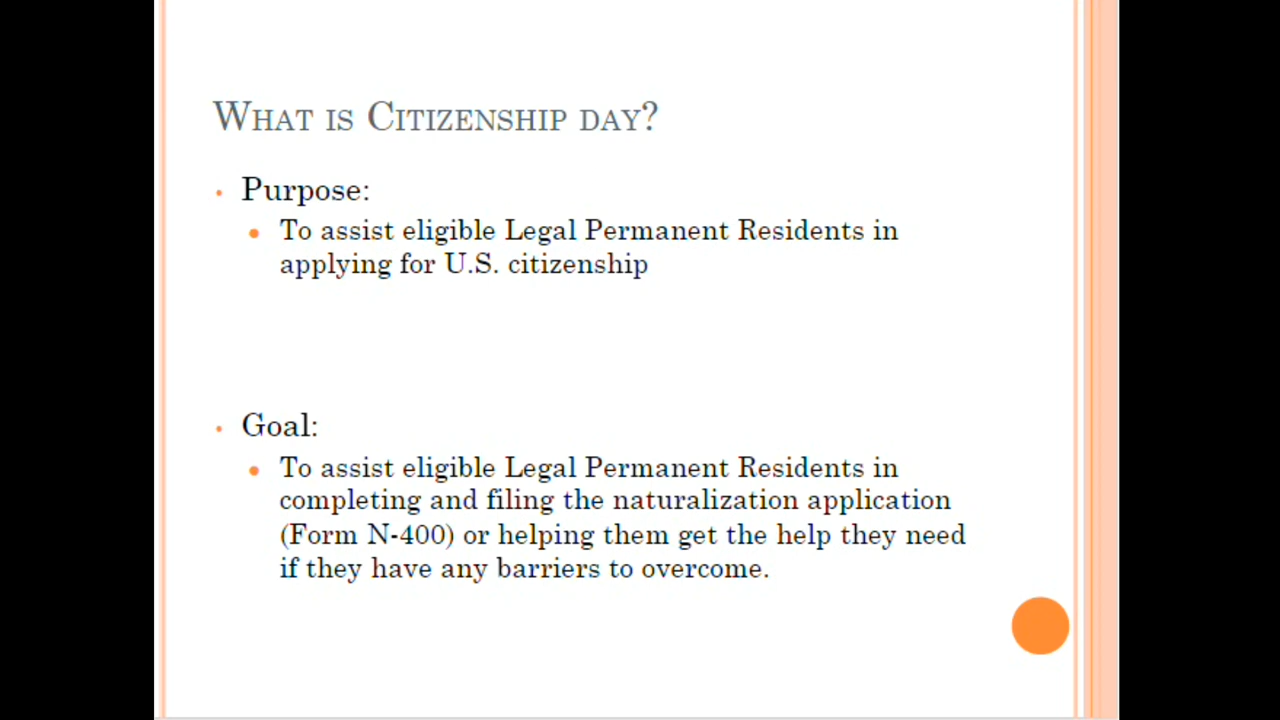 What is Citizenship day?
• Purpose:
• To assist eligible Legal Permanent Residents in
applying for U.S. citizenship
• Goal:
• To assist eligible Legal Permanent Residents in
completing and filing the naturalization application
(Form N-400) or helping them get the help they need
if they have any barriers to overcome.